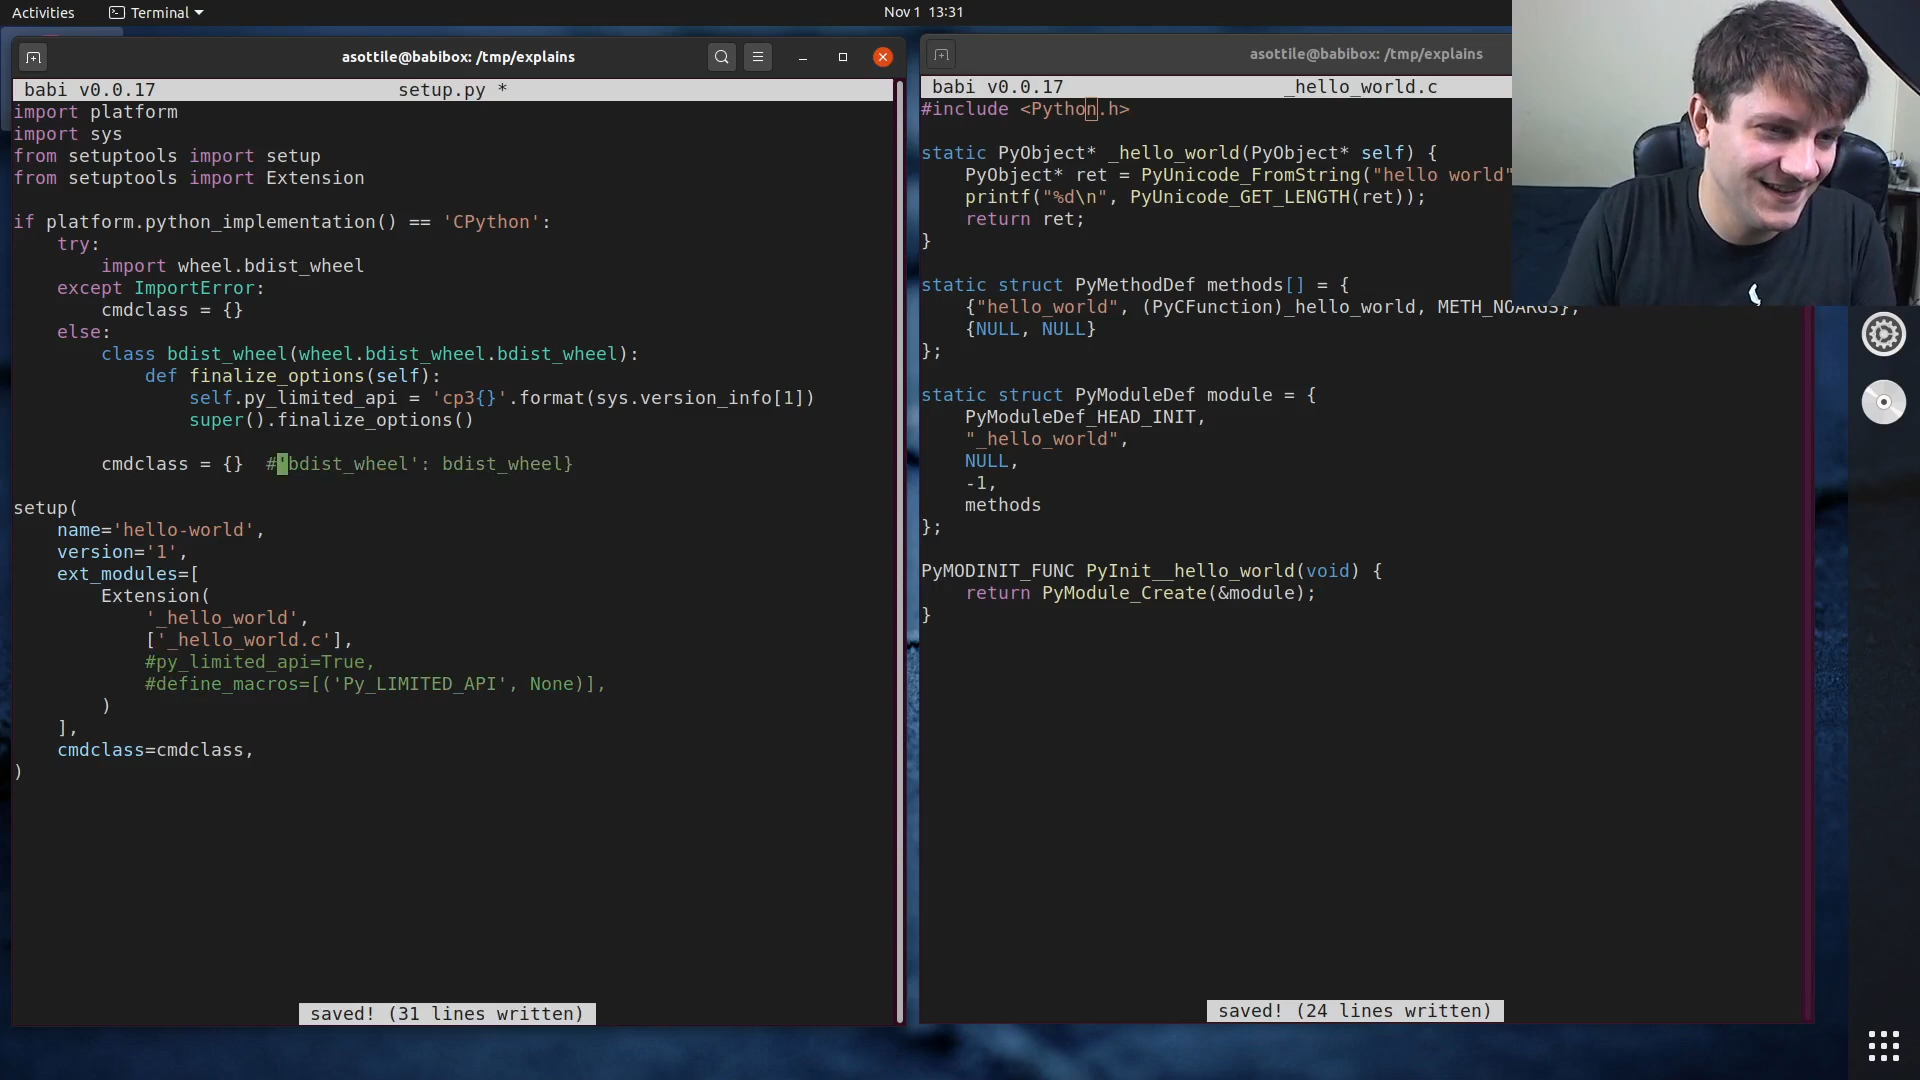 Activities
Terminal
Nov 1 13:31
asottile@babibox: /tmp/explains
babi v0.0.17 setup.py *
import platform
import sys
from setuptools import setup
from setuptools import Extension
if platform.python_implementation() == 'CPython':
    try:
        import wheel.bdist_wheel
    except ImportError:
        cmdclass = {}
    else:
        class bdist_wheel(wheel.bdist_wheel.bdist_wheel):
            def finalize_options(self):
                self.py_limited_api = 'cp3{}'.format(sys.version_info[1])
                super().finalize_options()
        cmdclass = {}  #'bdist_wheel': bdist_wheel}
setup(
    name='hello-world',
    version='1',
    ext_modules=[
        Extension(
            '_hello_world',
            ['_hello_world.c'],
            #py_limited_api=True,
            #define_macros=[('Py_LIMITED_API', None)],
        )
    ],
    cmdclass=cmdclass,
)
saved! (31 lines written)
asottile@babibox: /tmp/explains
babi v0.0.17 _hello_world.c
#include <Python.h>
static PyObject* _hello_world(PyObject* self) {
    PyObject* ret = PyUnicode_FromString("hello world"
    printf("%d\n", PyUnicode_GET_LENGTH(ret));
    return ret;
}
static struct PyMethodDef methods[] = {
    {"hello_world", (PyCFunction)_hello_world, METH_NOARGS},
    {NULL, NULL}
};
static struct PyModuleDef module = {
    PyModuleDef_HEAD_INIT,
    "_hello_world",
    NULL,
    -1,
    methods
};
PyMODINIT_FUNC PyInit__hello_world(void) {
    return PyModule_Create(&module);
}
saved! (24 lines written)